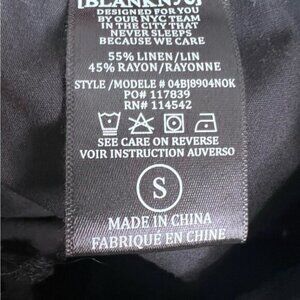 [BLANKNYC]
DESIGNED FOR YOU
BY OUR NYC TEAM
IN THE CITY THAT
NEVER SLEEPS
BECAUSE WE CARE
55% LINEN/LIN
45% RAYON/RAYONNE
STYLE/MODELE # 04BJ8904NOK
PO# 117839
RN# 114542
SEE CARE ON REVERSE
VOIR INSTRUCTION AUVERSO
S
MADE IN CHINA
FABRIQUÉ EN CHINE